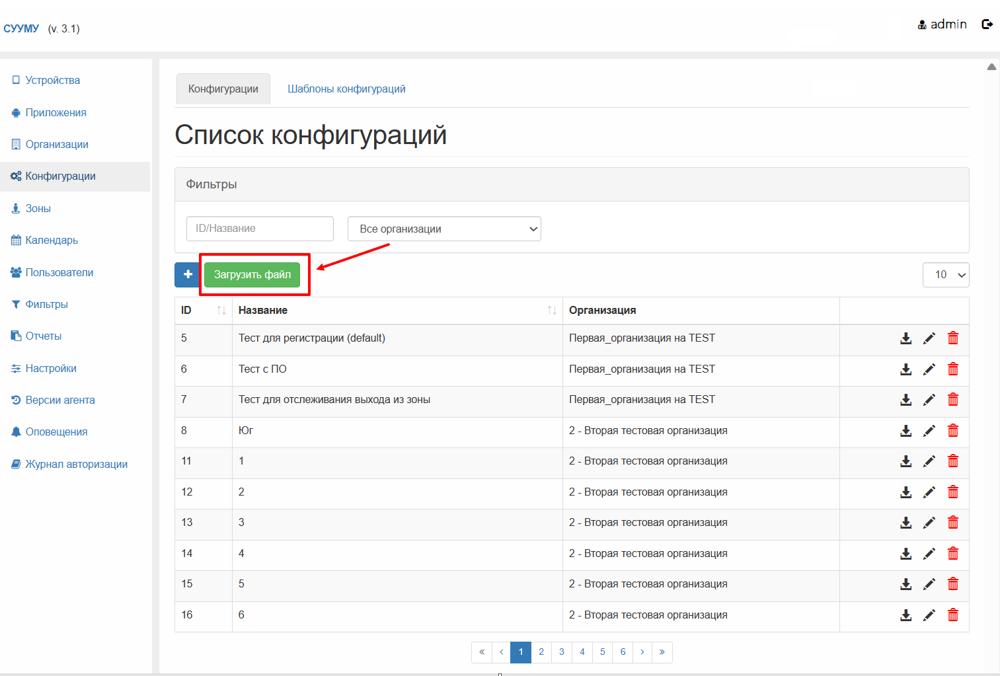 СУУМУ (v. 3.1)
admin
Устройства
Приложения
Организации
Конфигурации
Зоны
Календарь
Пользователи
Фильтры
Отчеты
Настройки
Версии агента
Оповещения
Журнал авторизации
Конфигурации Шаблоны конфигураций
Список конфигураций
Фильтры
ID/Название Все организации
+ Загрузить файл 10
ID Название Организация
5 Тест для регистрации (default) Первая_организация на TEST
6 Тест с ПО Первая_организация на TEST
7 Тест для отслеживания выхода из зоны Первая_организация на TEST
8 Юг 2 - Вторая тестовая организация
11 1 2 - Вторая тестовая организация
12 2 2 - Вторая тестовая организация
13 3 2 - Вторая тестовая организация
14 4 2 - Вторая тестовая организация
15 5 2 - Вторая тестовая организация
16 6 2 - Вторая тестовая организация
« ‹ 1 2 3 4 5 6 › »